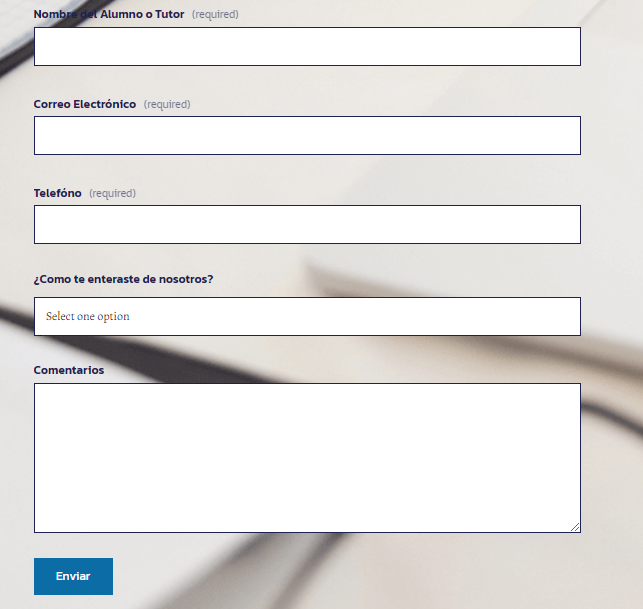 Nombre del Alumno o Tutor (required)
Correo Electrónico (required)
Telefóno (required)
¿Como te enteraste de nosotros?
Select one option
Comentarios
Enviar